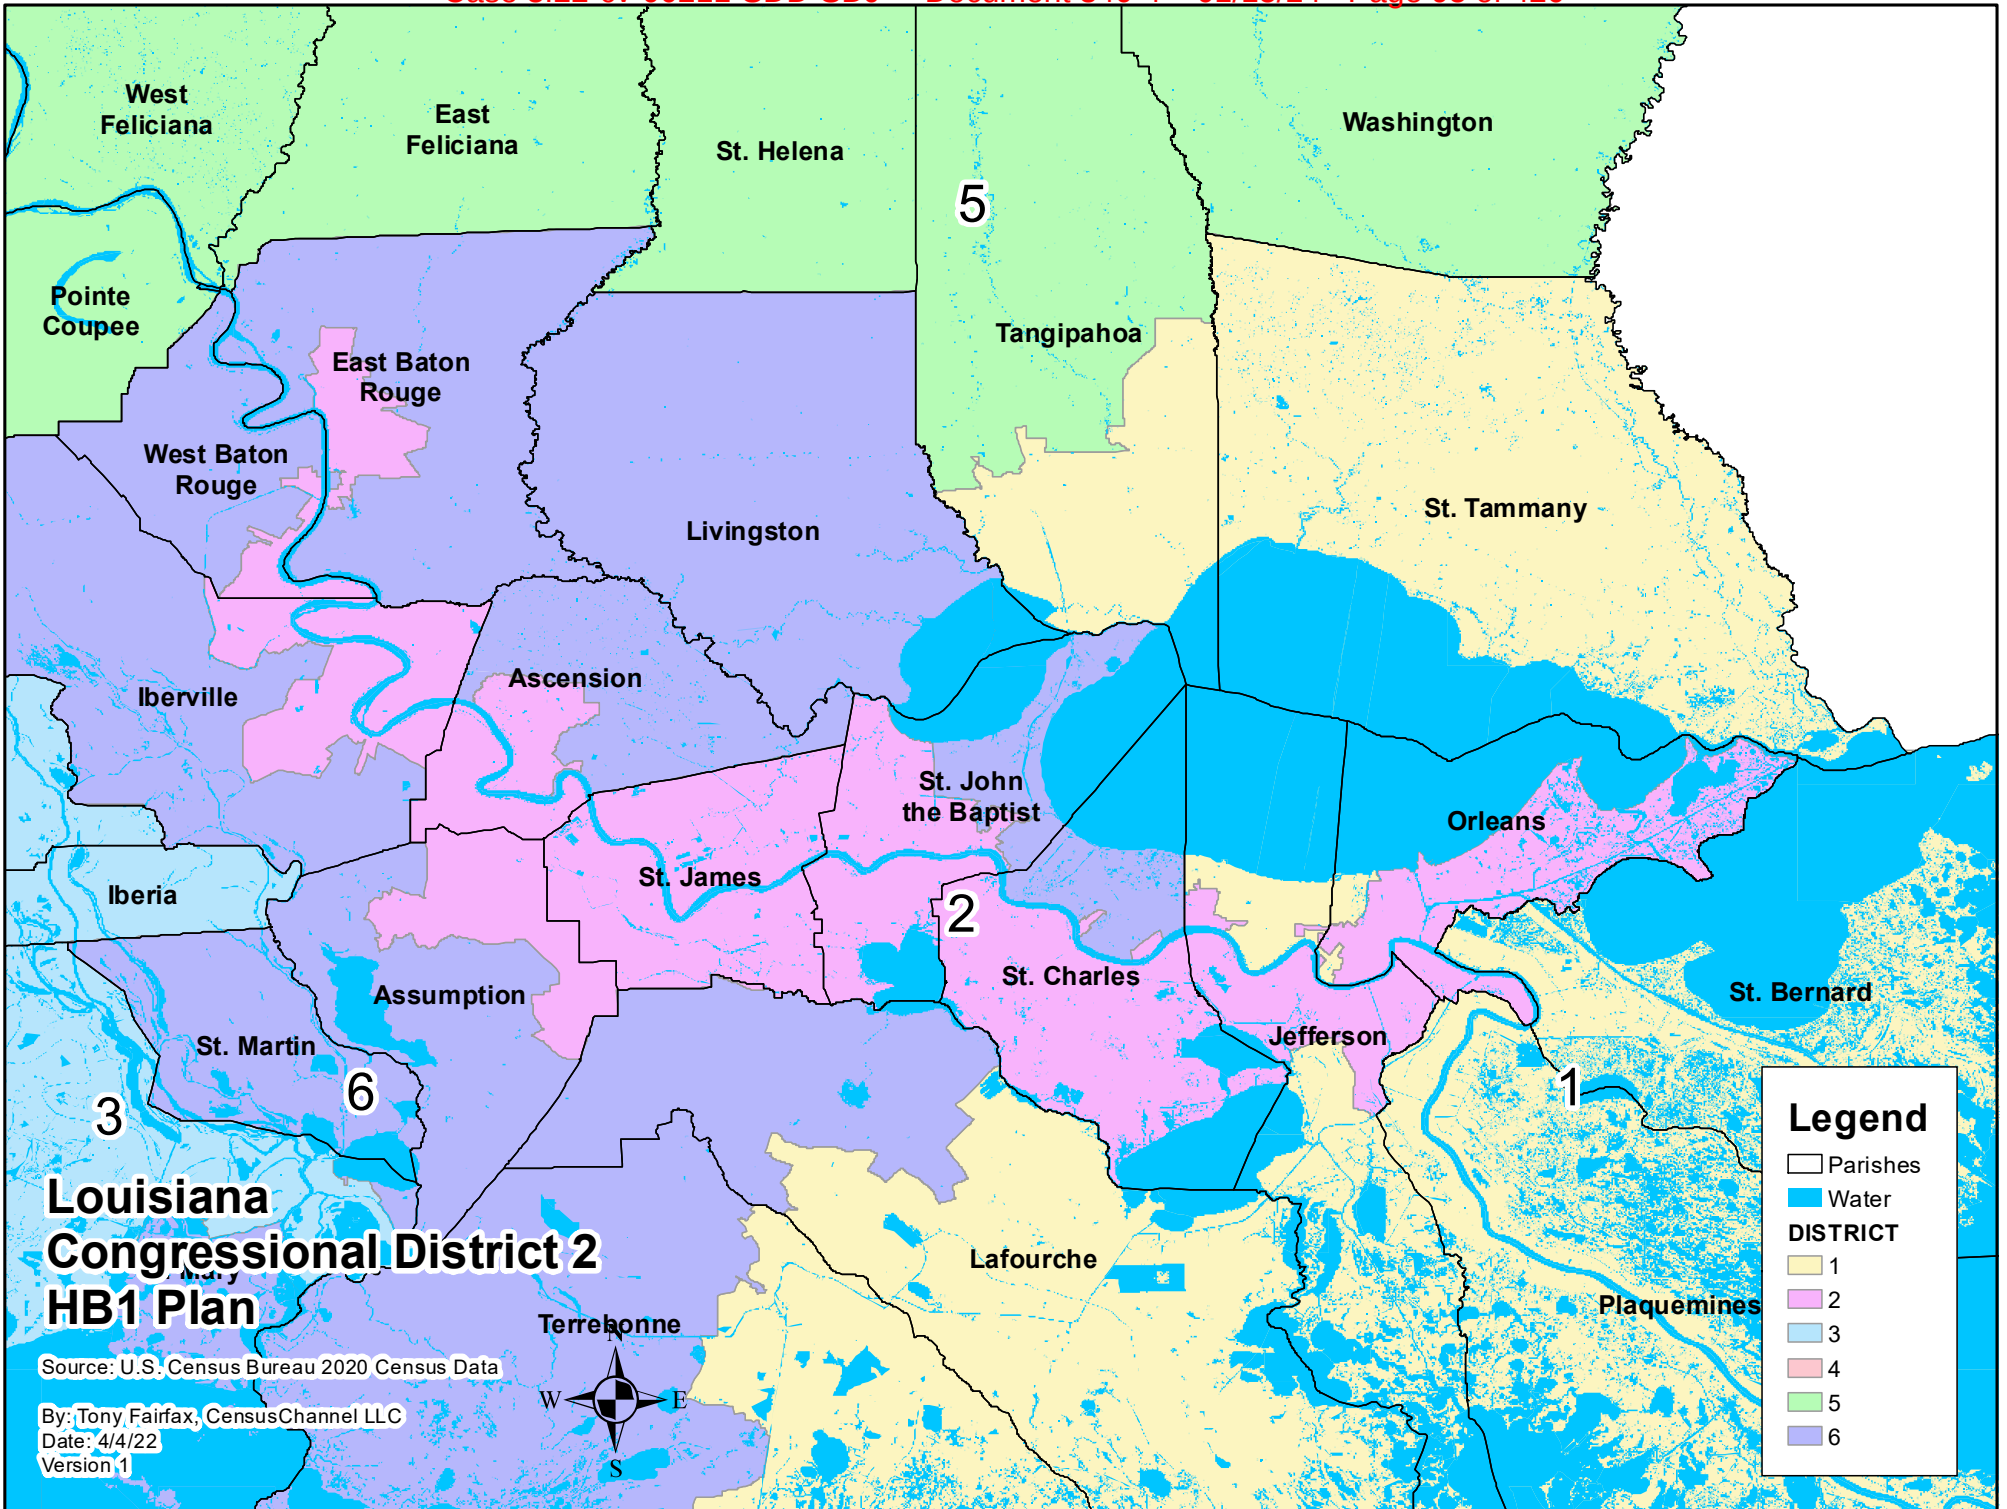 West
Feliciana
East
Feliciana
St. Helena
Washington
5
Pointe
Coupee
Tangipahoa
East Baton
Rouge
West Baton
Rouge
Livingston
St. Tammany
Iberville
Ascension
St. John
the Baptist
Orleans
St. James
Iberia
2
St. Charles
Assumption
St. Bernard
St. Martin
Jefferson
6
3
1
Lafourche
Plaquemines
Terrebonne
Mary
Louisiana
Congressional District 2
HB1 Plan
Source: U.S. Census Bureau 2020 Census Data
By: Tony Fairfax, CensusChannel LLC
Date: 4/4/22
Version 1
N
W
E
S
Legend
Parishes
Water
DISTRICT
1
2
3
4
5
6